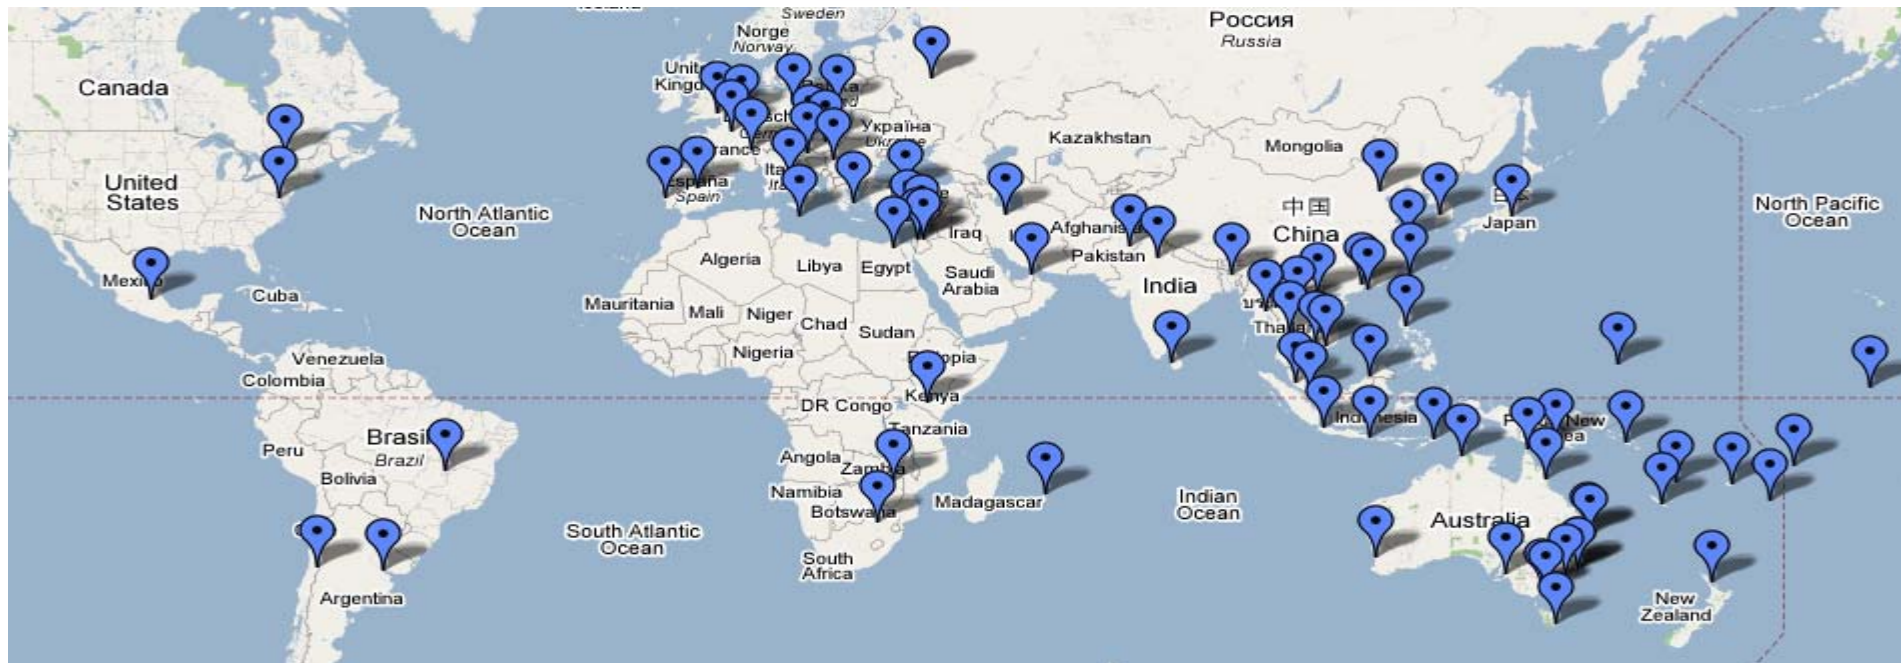 Sweden
Россия
Russia
Norge
Norway
Canada
Україна
Kazakhstan
Mongolia
United
States
España
Spain
中国
China
Japan
North Atlantic
Ocean
North Pacific
Ocean
Iraq
Pakistan
Algeria
Libya
Egypt
Saudi
Arabia
India
Cuba
Mauritania
Mali
Niger
Chad
Sudan
Nigeria
Venezuela
Colombia
DR Congo
Kenya
Tanzania
Peru
Brasil
Brazil
Bolivia
Angola
Zambia
Namibia
Botswana
Madagascar
Indian
Ocean
Australia
South Atlantic
Ocean
South
Africa
Argentina
New
Zealand